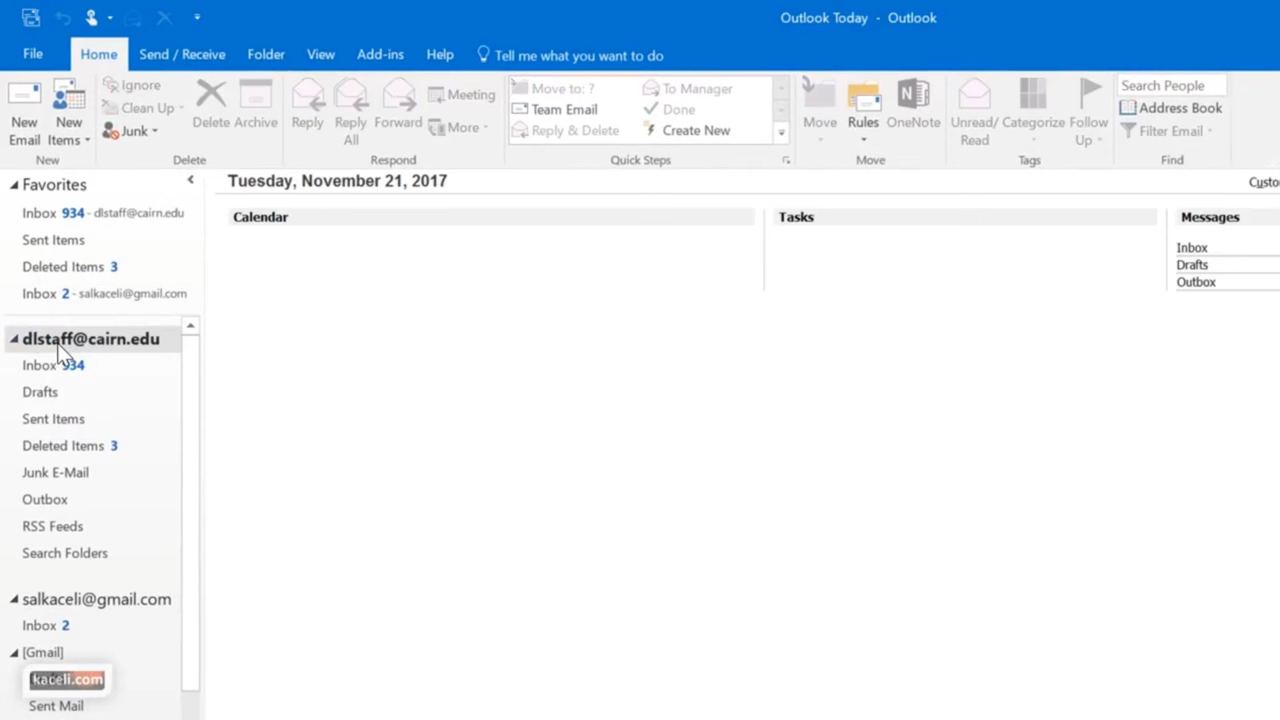 Outlook Today - Outlook
File Home Send / Receive Folder View Add-ins Help Tell me what you want to do
New Email
New Items
New
Ignore
Clean Up
Junk
Delete
Archive
Delete
Reply
Reply All
Forward
Meeting
More
Respond
Move to: ?
Team Email
Reply & Delete
To Manager
Done
Create New
Quick Steps
Move
Rules
OneNote
Move
Unread/ Read
Categorize
Follow Up
Tags
Search People
Address Book
Filter Email
Find
Favorites
Inbox 934 - dlstaff@cairn.edu
Sent Items
Deleted Items 3
Inbox 2 - salkaceli@gmail.com
dlstaff@cairn.edu
Inbox 934
Drafts
Sent Items
Deleted Items 3
Junk E-Mail
Outbox
RSS Feeds
Search Folders
salkaceli@gmail.com
Inbox 2
[Gmail]
kaceli.com
Sent Mail
Tuesday, November 21, 2017
Custo
Calendar
Tasks
Messages
Inbox
Drafts
Outbox